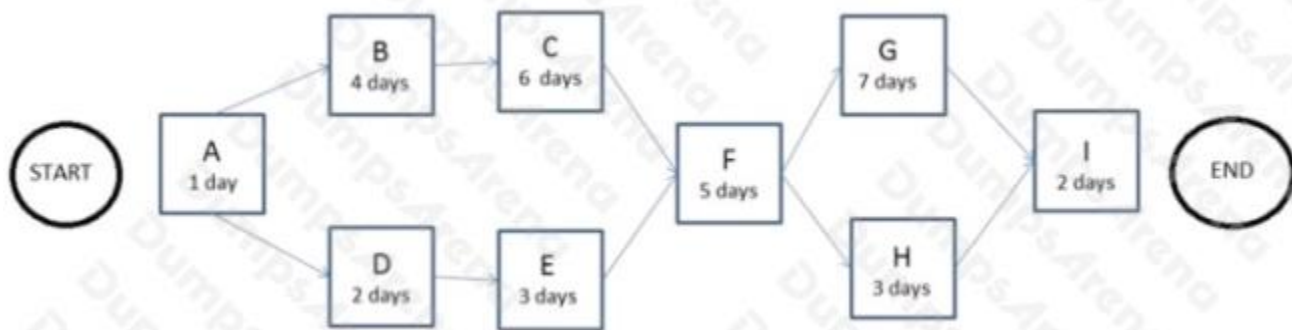 START
A
1 day
B
4 days
C
6 days
D
2 days
E
3 days
F
5 days
G
7 days
H
3 days
I
2 days
END
DumpsArena